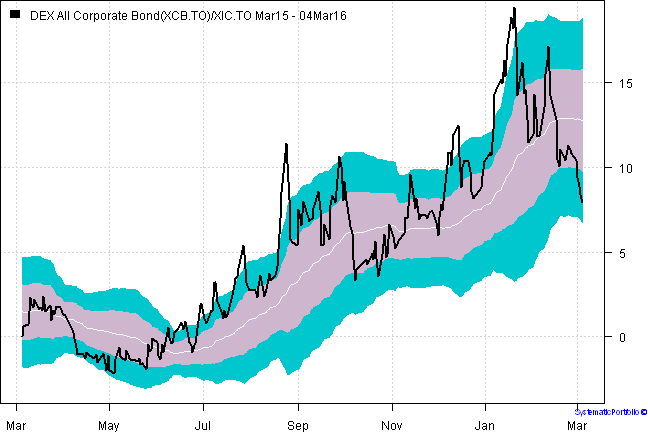 DEX All Corporate Bond(XCB.TO)/XIC.TO Mar15 - 04Mar16
15
10
5
0
Mar May Jul Sep Nov Jan Mar
SystematicPortfolio ©